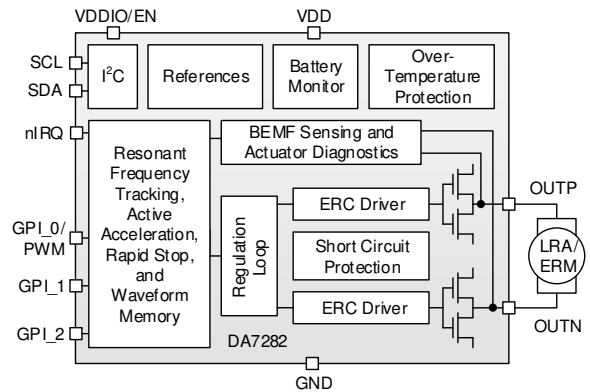 VDDIO/EN
VDD
SCL
SDA
I²C
References
Battery
Monitor
Over-
Temperature
Protection
nIRQ
GPI_0/
PWM
GPI_1
GPI_2
Resonant
Frequency
Tracking,
Active
Acceleration,
Rapid Stop,
and
Waveform
Memory
BEMF Sensing and
Actuator Diagnostics
Regulation
Loop
ERC Driver
Short Circuit
Protection
ERC Driver
DA7282
OUTP
LRA/
ERM
OUTN
GND